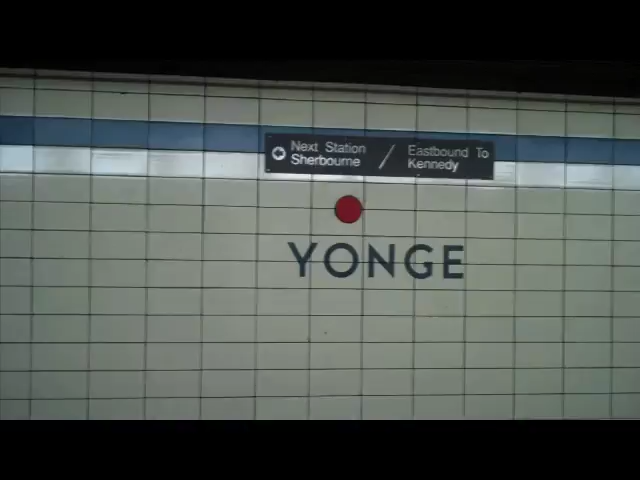 Next Station
Sherbourne
/
Eastbound To
Kennedy
YONGE